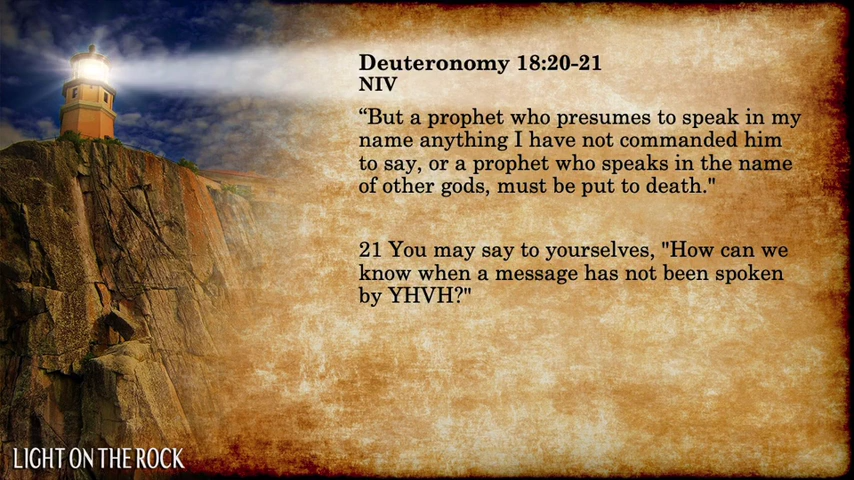 Deuteronomy 18:20-21
NIV
“But a prophet who presumes to speak in my
name anything I have not commanded him
to say, or a prophet who speaks in the name
of other gods, must be put to death."
21 You may say to yourselves, "How can we
know when a message has not been spoken
by YHVH?"
LIGHT ON THE ROCK